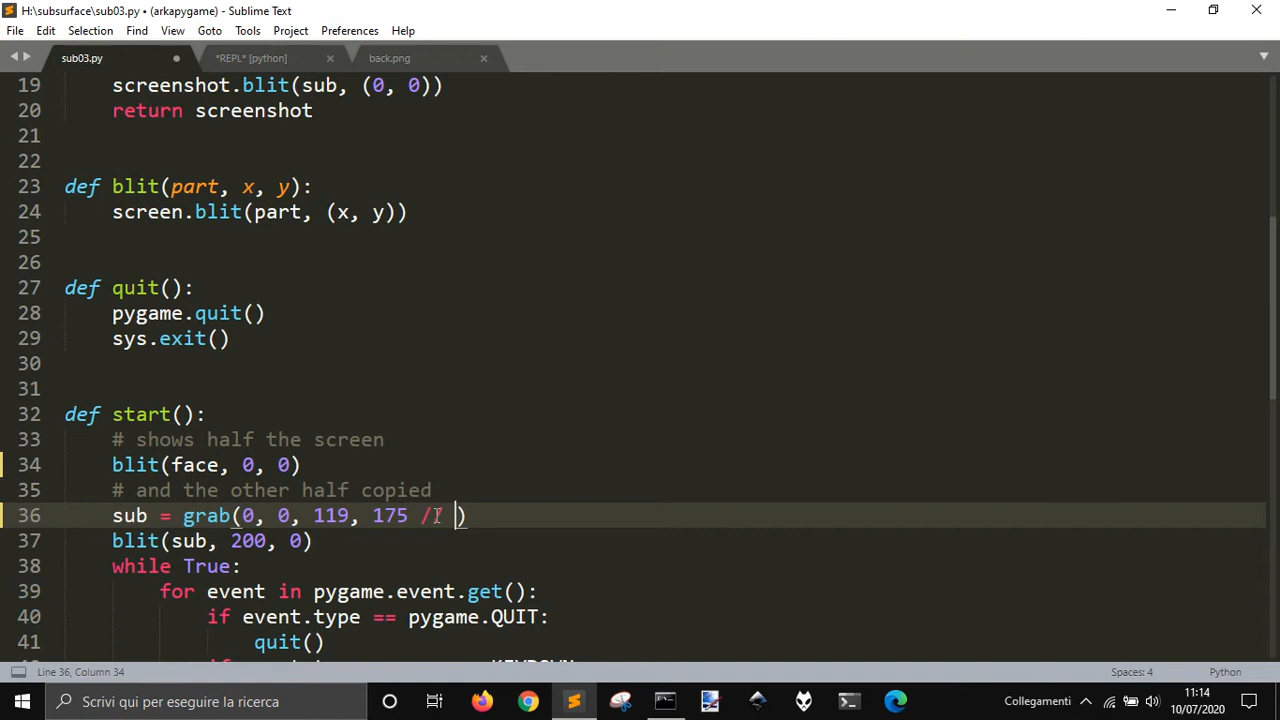 H:\subsurface\sub03.py • (arkapygame) - Sublime Text
File Edit Selection Find View Goto Tools Project Preferences Help
sub03.py *REPL* [python] back.png
19 screenshot.blit(sub, (0, 0))
20 return screenshot
21
22
23 def blit(part, x, y):
24 screen.blit(part, (x, y))
25
26
27 def quit():
28 pygame.quit()
29 sys.exit()
30
31
32 def start():
33 # shows half the screen
34 blit(face, 0, 0)
35 # and the other half copied
36 sub = grab(0, 0, 119, 175 // )
37 blit(sub, 200, 0)
38 while True:
39 for event in pygame.event.get():
40 if event.type == pygame.QUIT:
41 quit()
Line 36, Column 34 Spaces: 4 Python
Scrivi qui per eseguire la ricerca Collegamenti 11:14
10/07/2020